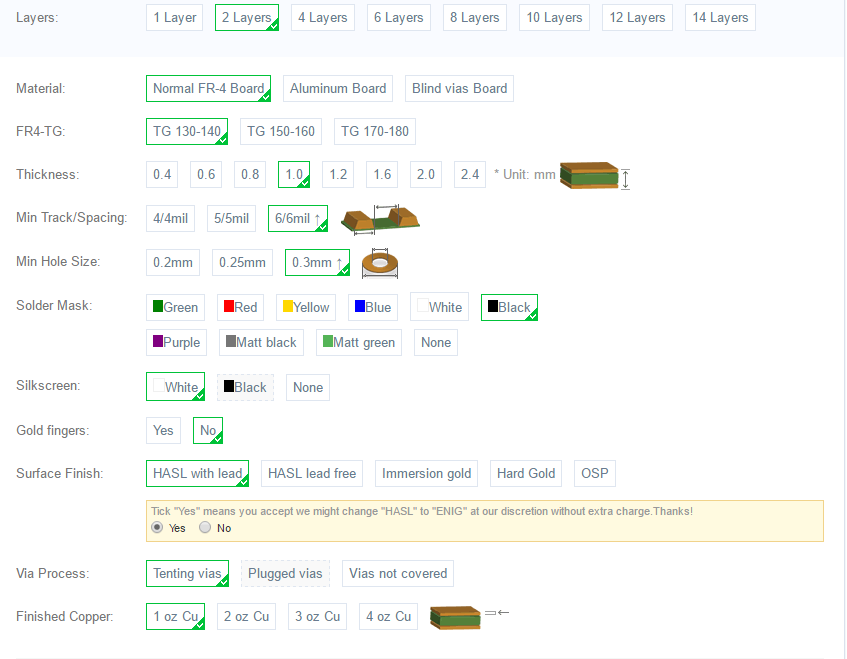 Layers: 1 Layer 2 Layers 4 Layers 6 Layers 8 Layers 10 Layers 12 Layers 14 Layers
Material: Normal FR-4 Board Aluminum Board Blind vias Board
FR4-TG: TG 130-140 TG 150-160 TG 170-180
Thickness: 0.4 0.6 0.8 1.0 1.2 1.6 2.0 2.4 * Unit: mm
Min Track/Spacing: 4/4mil 5/5mil 6/6mil ↑
Min Hole Size: 0.2mm 0.25mm 0.3mm ↑
Solder Mask: Green Red Yellow Blue White Black
Purple Matt black Matt green None
Silkscreen: White Black None
Gold fingers: Yes No
Surface Finish: HASL with lead HASL lead free Immersion gold Hard Gold OSP
Tick "Yes" means you accept we might change "HASL" to "ENIG" at our discretion without extra charge.Thanks!
Yes No
Via Process: Tenting vias Plugged vias Vias not covered
Finished Copper: 1 oz Cu 2 oz Cu 3 oz Cu 4 oz Cu